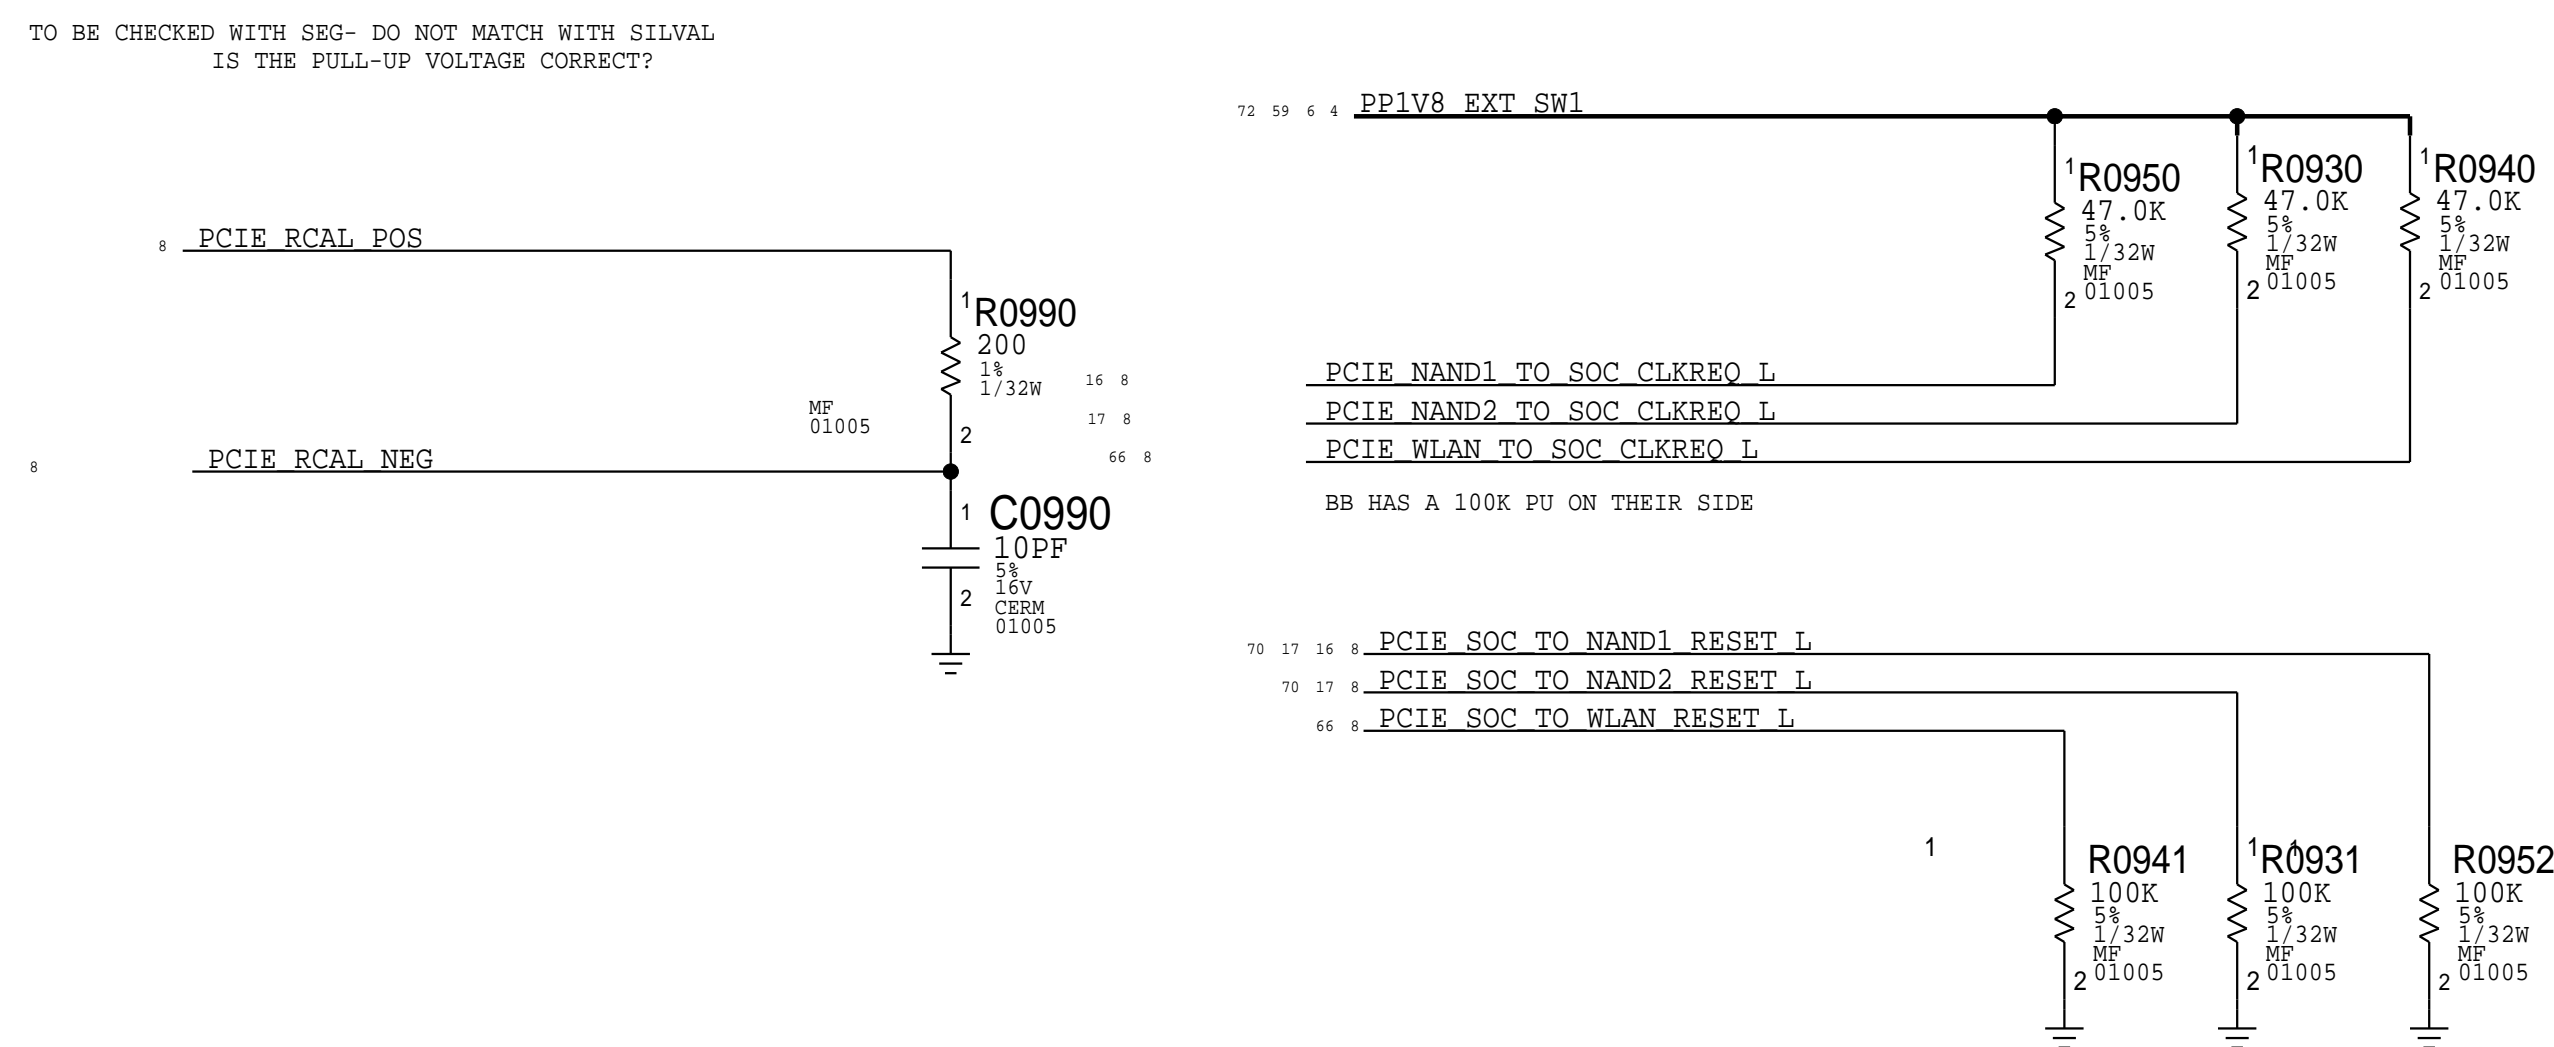 TO BE CHECKED WITH SEG- DO NOT MATCH WITH SILVAL
IS THE PULL-UP VOLTAGE CORRECT?
8 PCIE_RCAL_POS
1 R0990
200
1%
1/32W
MF
01005
2
8 PCIE_RCAL_NEG
1 C0990
10PF
5%
16V
CERM
01005
2
72 59 6 4 PP1V8_EXT_SW1
1 R0950
47.0K
5%
1/32W
MF
01005
2
1 R0930
47.0K
5%
1/32W
MF
01005
2
1 R0940
47.0K
5%
1/32W
MF
01005
2
16 8 PCIE_NAND1_TO_SOC_CLKREQ_L
17 8 PCIE_NAND2_TO_SOC_CLKREQ_L
66 8 PCIE_WLAN_TO_SOC_CLKREQ_L
BB HAS A 100K PU ON THEIR SIDE
70 17 16 8 PCIE_SOC_TO_NAND1_RESET_L
70 17 8 PCIE_SOC_TO_NAND2_RESET_L
66 8 PCIE_SOC_TO_WLAN_RESET_L
1
R0941
100K
5%
1/32W
MF
01005
2
1 R0931
1
100K
5%
1/32W
MF
01005
2
R0952
100K
5%
1/32W
MF
01005
2